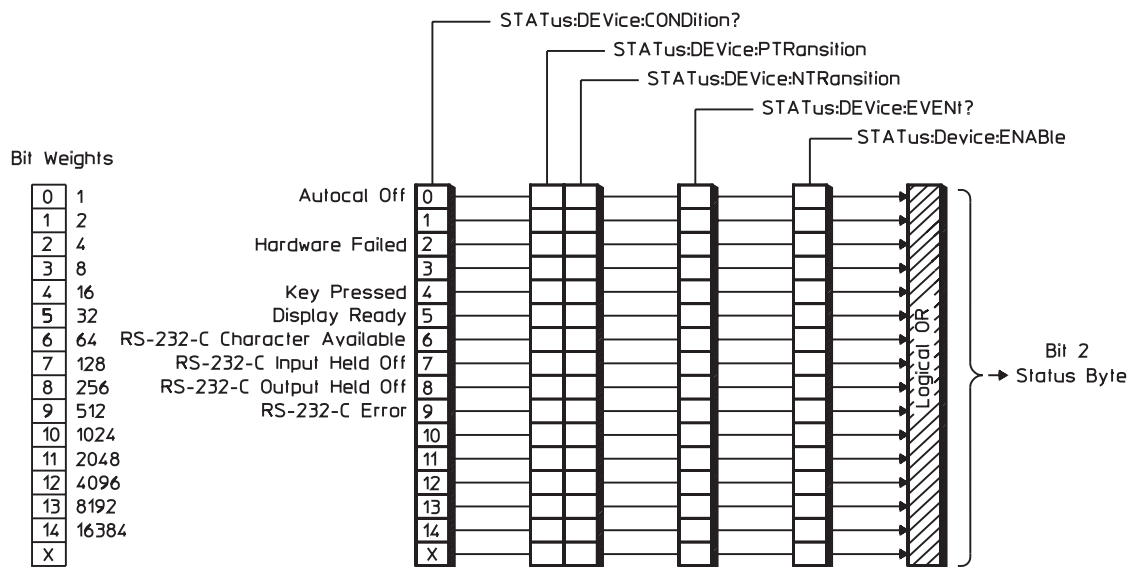 STATus:DEVice:CONDition?
STATus:DEVice:PTRansition
STATus:DEVice:NTRansition
STATus:DEVice:EVENt?
STATus:Device:ENABle
Bit Weights
0 1
1 2
2 4
3 8
4 16
5 32
6 64
7 128
8 256
9 512
10 1024
11 2048
12 4096
13 8192
14 16384
X
Autocal Off 0
1
Hardware Failed 2
3
Key Pressed 4
Display Ready 5
RS-232-C Character Available 6
RS-232-C Input Held Off 7
RS-232-C Output Held Off 8
RS-232-C Error 9
10
11
12
13
14
X
Logical OR
Bit 2
Status Byte